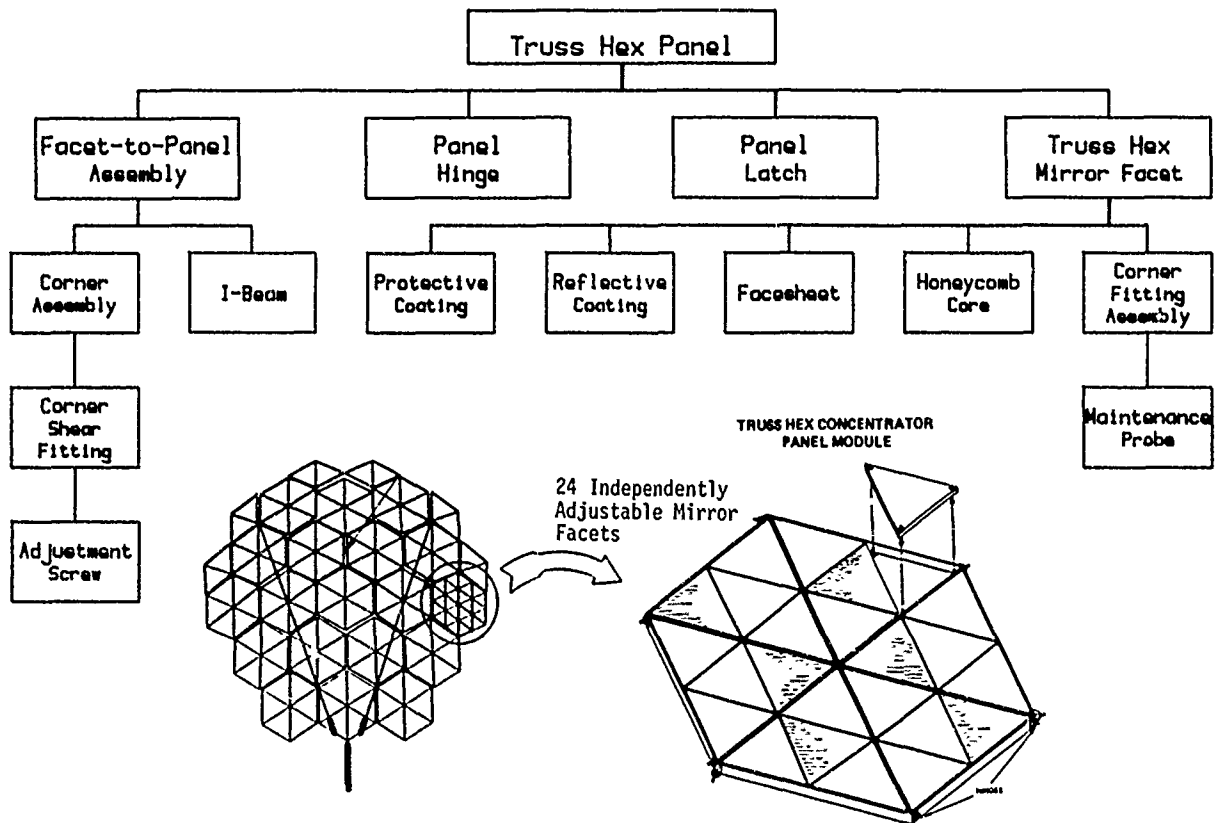 Truss Hex Panel
Facet-to-Panel
Assembly
Panel
Hinge
Panel
Latch
Truss Hex
Mirror Facet
Corner
Assembly
I-Beam
Protective
Coating
Reflective
Coating
Facesheet
Honeycomb
Core
Corner
Fitting
Assembly
Corner
Shear
Fitting
Maintenance
Probe
Adjustment
Screw
TRUSS HEX CONCENTRATOR
PANEL MODULE
24 Independently
Adjustable Mirror
Facets